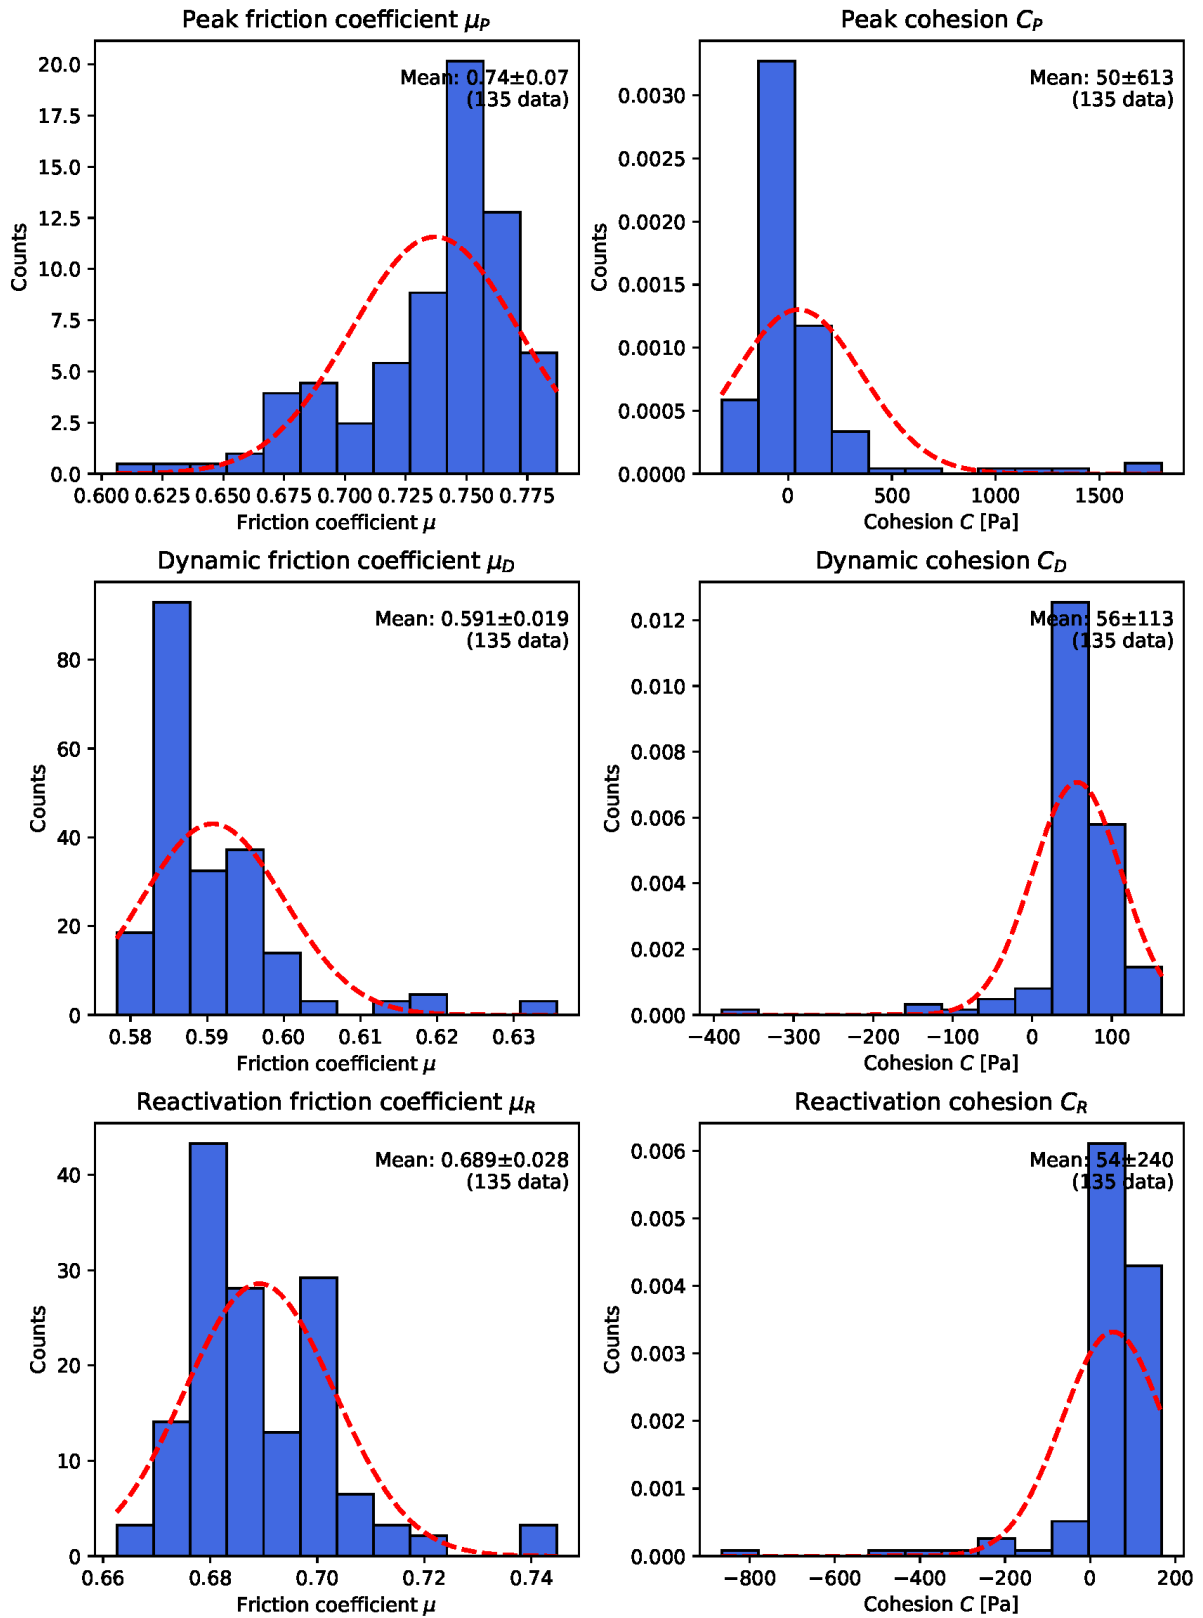 Peak friction coefficient μP
Mean: 0.74±0.07
(135 data)
20.0
17.5
15.0
12.5
10.0
7.5
5.0
2.5
0.0
Counts
0.600 0.625 0.650 0.675 0.700 0.725 0.750 0.775
Friction coefficient μ
Peak cohesion CP
Mean: 50±613
(135 data)
0.0030
0.0025
0.0020
0.0015
0.0010
0.0005
0.0000
Counts
0 500 1000 1500
Cohesion C [Pa]
Dynamic friction coefficient μD
Mean: 0.591±0.019
(135 data)
80
60
40
20
0
Counts
0.58 0.59 0.60 0.61 0.62 0.63
Friction coefficient μ
Dynamic cohesion CD
Mean: 56±113
(135 data)
0.012
0.010
0.008
0.006
0.004
0.002
0.000
Counts
−400 −300 −200 −100 0 100
Cohesion C [Pa]
Reactivation friction coefficient μR
Mean: 0.689±0.028
(135 data)
40
30
20
10
0
Counts
0.66 0.68 0.70 0.72 0.74
Friction coefficient μ
Reactivation cohesion CR
Mean: 54±240
(135 data)
0.006
0.005
0.004
0.003
0.002
0.001
0.000
Counts
−800 −600 −400 −200 0 200
Cohesion C [Pa]